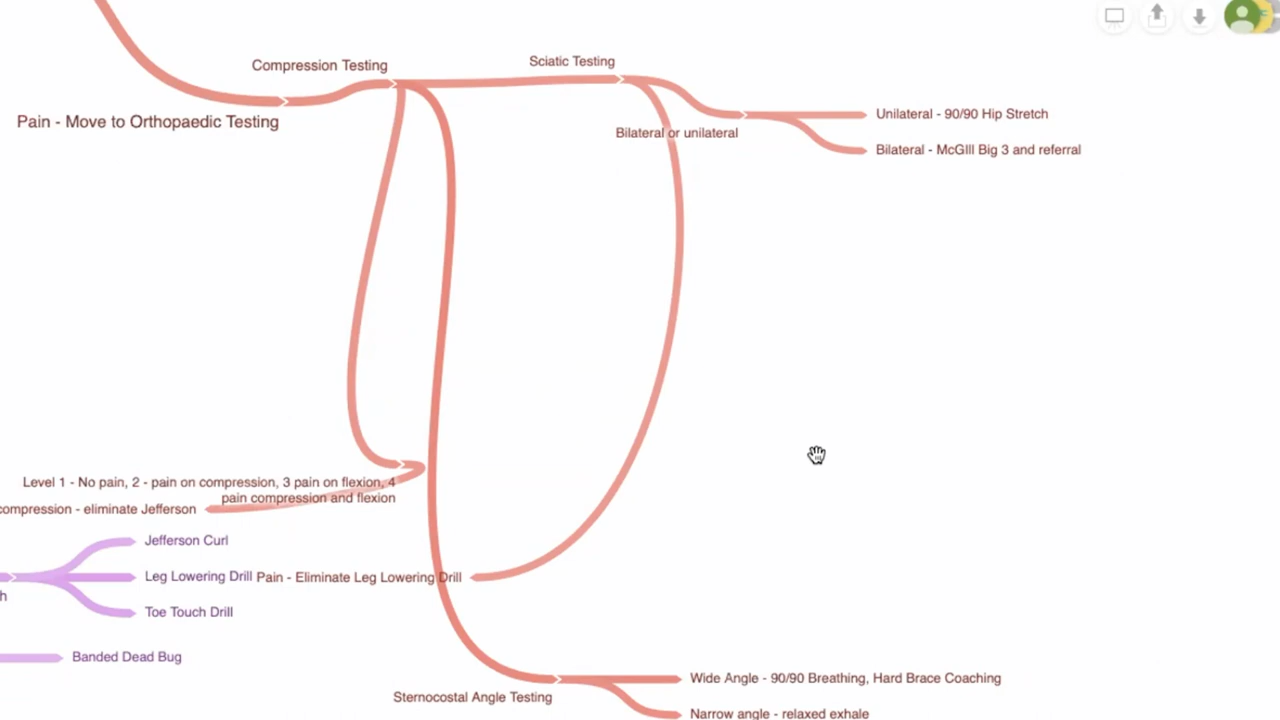 Compression Testing
Sciatic Testing
Pain - Move to Orthopaedic Testing
Unilateral - 90/90 Hip Stretch
Bilateral or unilateral
Bilateral - McGIll Big 3 and referral
Level 1 - No pain, 2 - pain on compression, 3 pain on flexion, 4
pain compression and flexion
compression - eliminate Jefferson
Jefferson Curl
Leg Lowering Drill
Pain - Eliminate Leg Lowering Drill
h
Toe Touch Drill
Banded Dead Bug
Wide Angle - 90/90 Breathing, Hard Brace Coaching
Sternocostal Angle Testing
Narrow angle - relaxed exhale